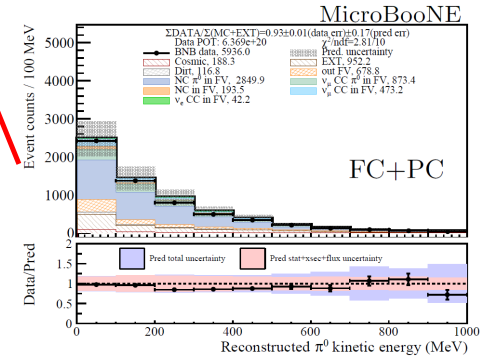 MicroBooNE
ΣDATA/Σ(MC+EXT)=0.93±0.01(data err)±0.17(pred err)
Data POT: 6.369e+20 χ²/ndf=2.81/10
BNB data, 5936.0 Pred. uncertainty
Cosmic, 188.3 EXT, 952.2
Dirt, 116.8 out FV, 678.8
NC π⁰ in FV, 2849.9 νμ CC π⁰ in FV, 873.4
NC in FV, 193.5 νμ CC in FV, 473.2
νe CC in FV, 42.2
Event counts / 100 MeV
5000
4000
3000
2000
1000
0
FC+PC
Data/Pred
2
1.5
1
0.5
0
Pred total uncertainty Pred stat+xsec+flux uncertainty
0 200 400 600 800 1000
Reconstructed π⁰ kinetic energy (MeV)